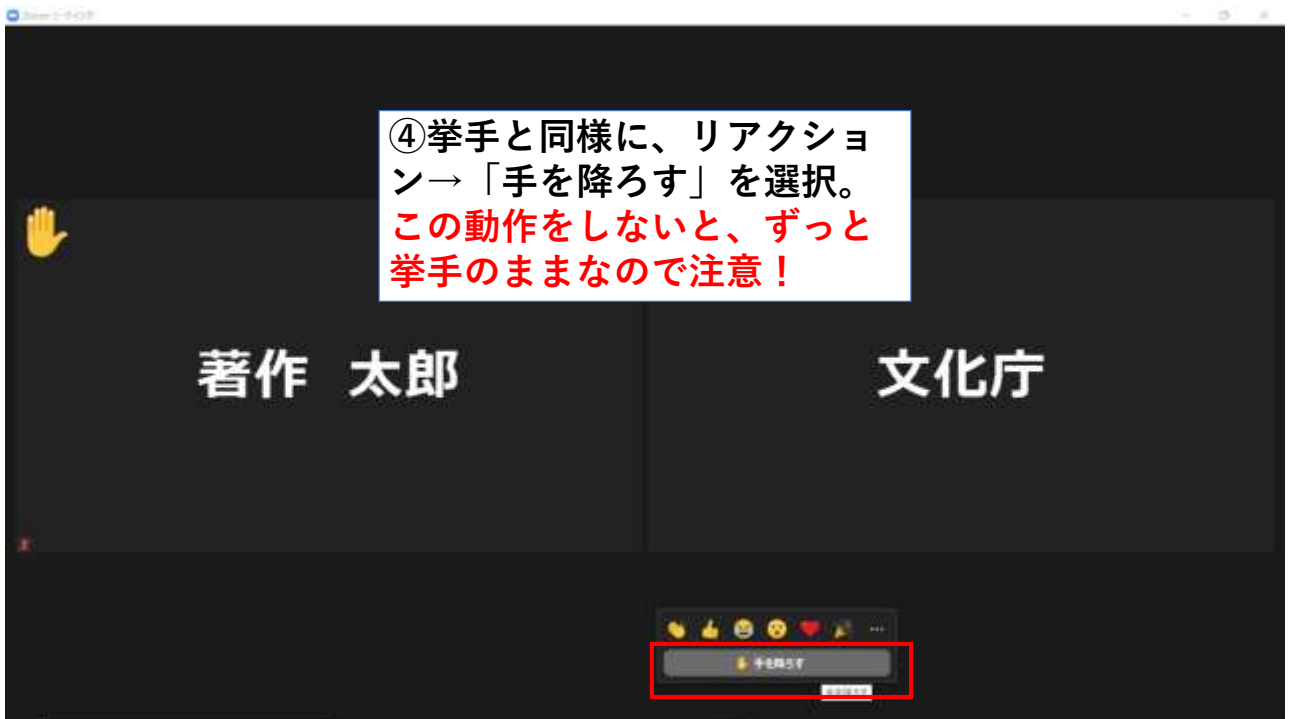 ④挙手と同様に、リアクショ
ン→「手を降ろす」を選択。
この動作をしないと、ずっと
挙手のままなので注意！
著作　太郎
文化庁
手を降ろす